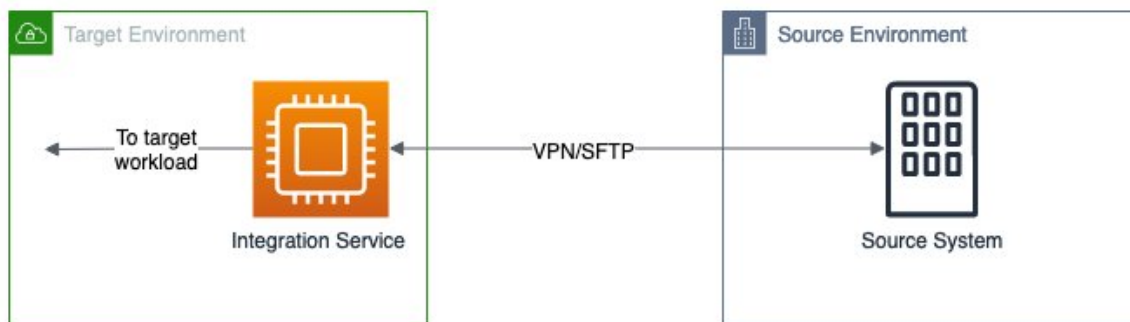 Target Environment
Source Environment
To target
workload
VPN/SFTP
Integration Service
Source System